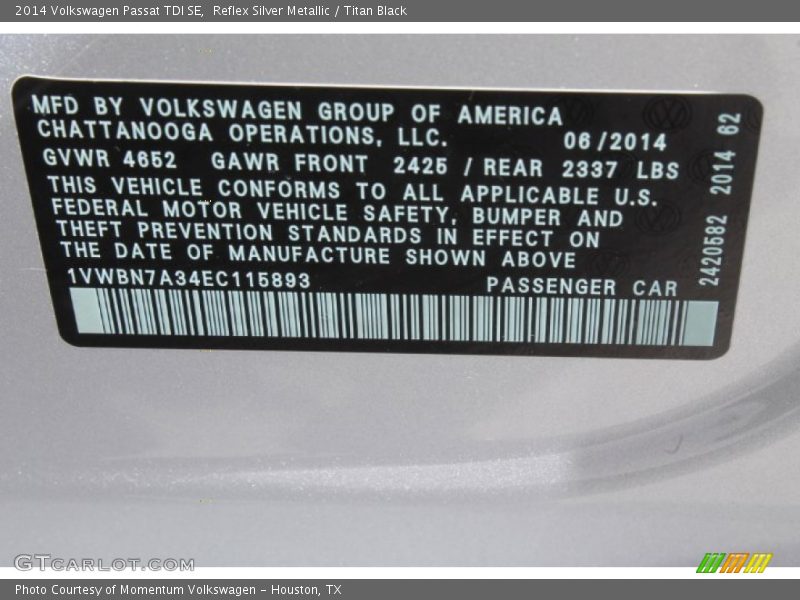 2014 Volkswagen Passat TDI SE, Reflex Silver Metallic / Titan Black
MFD BY VOLKSWAGEN GROUP OF AMERICA
CHATTANOOGA OPERATIONS, LLC.
06/2014
GVWR 4652 GAWR FRONT 2425 / REAR 2337 LBS
THIS VEHICLE CONFORMS TO ALL APPLICABLE U.S.
FEDERAL MOTOR VEHICLE SAFETY, BUMPER AND
THEFT PREVENTION STANDARDS IN EFFECT ON
THE DATE OF MANUFACTURE SHOWN ABOVE
1VWBN7A34EC115893 PASSENGER CAR
2420582 2014 62
GTCARLOT.COM
Photo Courtesy of Momentum Volkswagen - Houston, TX